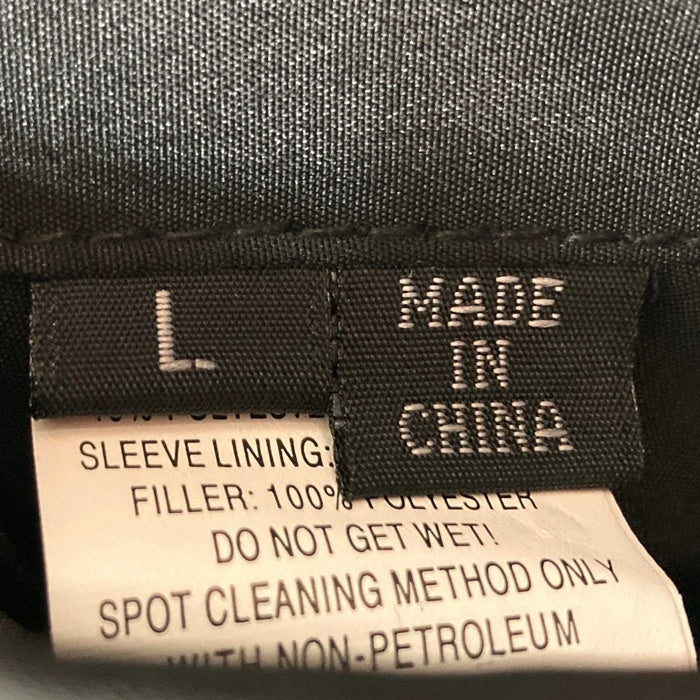 L
MADE
IN
CHINA
SLEEVE LINING:
FILLER: 100% POLYESTER
DO NOT GET WET!
SPOT CLEANING METHOD ONLY
WITH NON-PETROLEUM